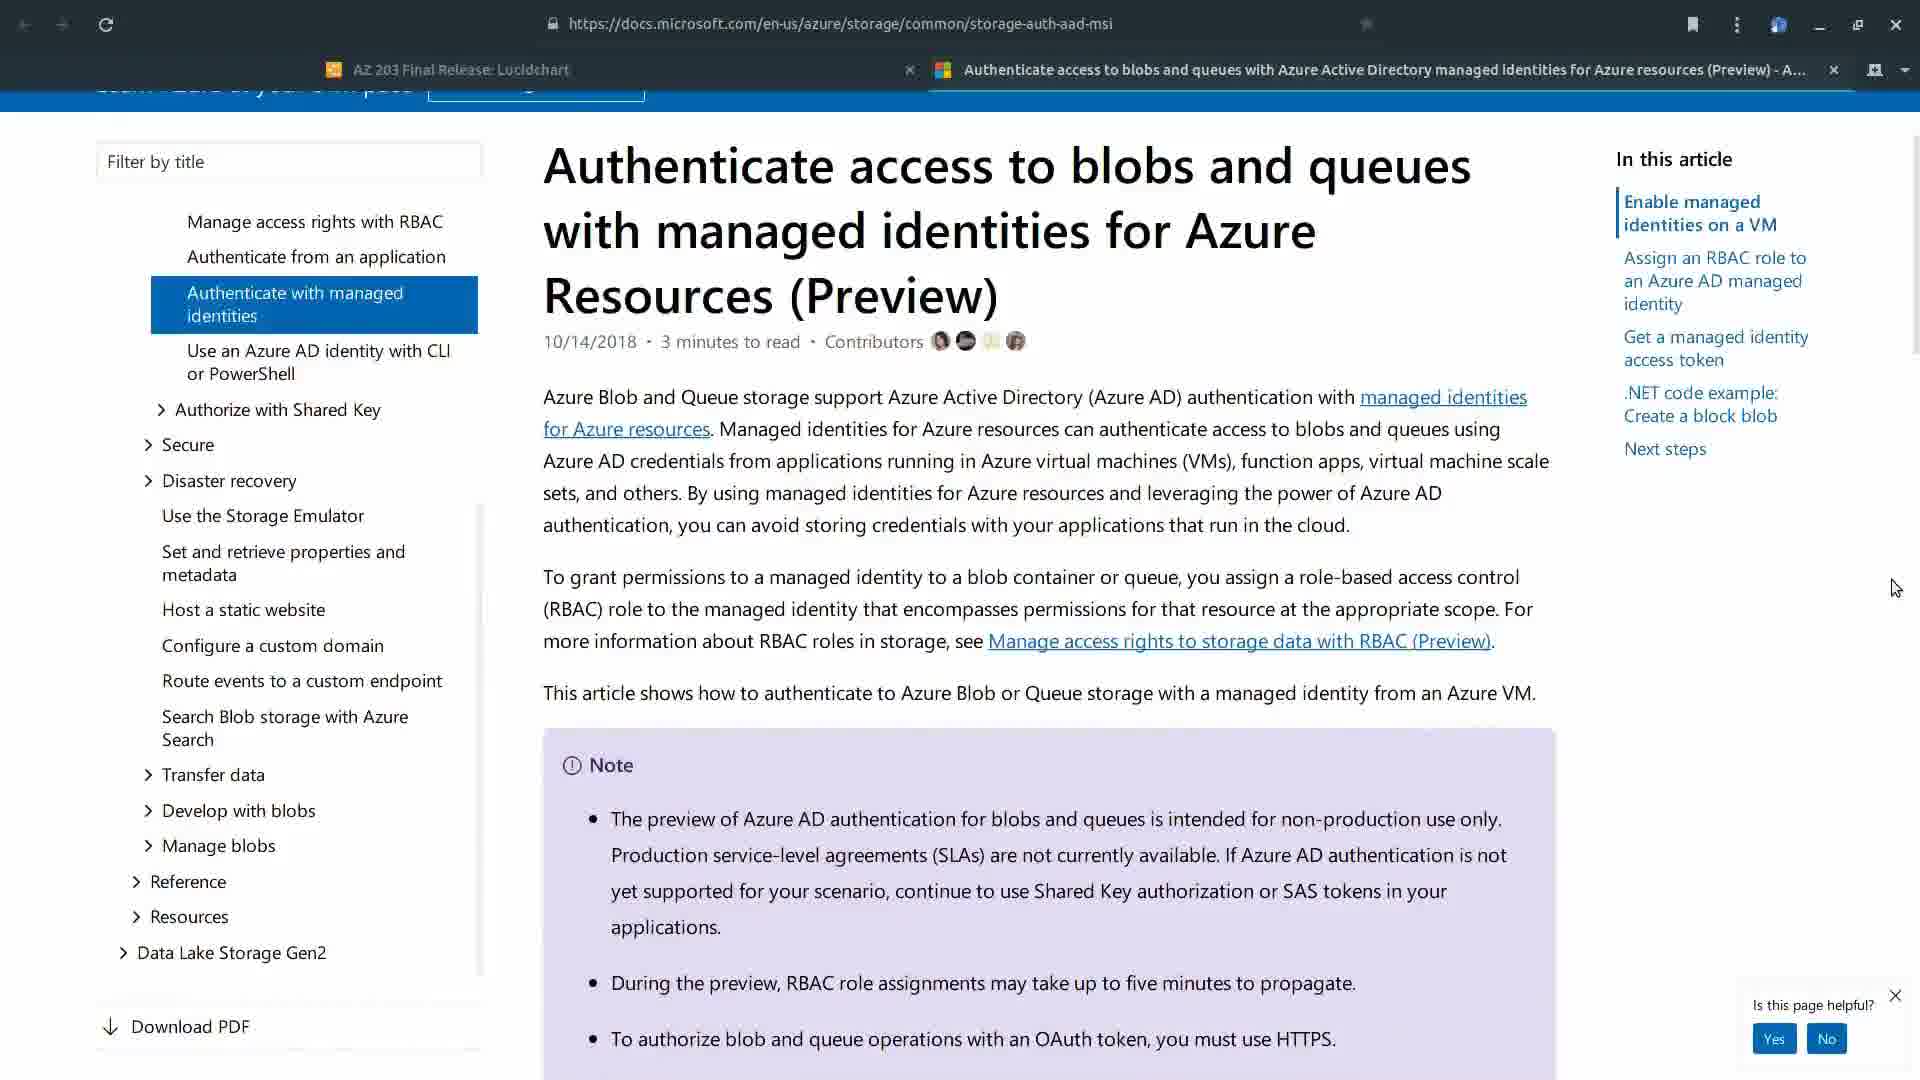 https://docs.microsoft.com/en-us/azure/storage/common/storage-auth-aad-msi
AZ 203 Final Release: Lucidchart
Authenticate access to blobs and queues with Azure Active Directory managed identities for Azure resources (Preview) - A...
Filter by title
Manage access rights with RBAC
Authenticate from an application
Authenticate with managed
identities
Use an Azure AD identity with CLI
or PowerShell
Authorize with Shared Key
Secure
Disaster recovery
Use the Storage Emulator
Set and retrieve properties and
metadata
Host a static website
Configure a custom domain
Route events to a custom endpoint
Search Blob storage with Azure
Search
Transfer data
Develop with blobs
Manage blobs
Reference
Resources
Data Lake Storage Gen2
Download PDF
Authenticate access to blobs and queues
with managed identities for Azure
Resources (Preview)
10/14/2018 • 3 minutes to read • Contributors
Azure Blob and Queue storage support Azure Active Directory (Azure AD) authentication with managed identities
for Azure resources. Managed identities for Azure resources can authenticate access to blobs and queues using
Azure AD credentials from applications running in Azure virtual machines (VMs), function apps, virtual machine scale
sets, and others. By using managed identities for Azure resources and leveraging the power of Azure AD
authentication, you can avoid storing credentials with your applications that run in the cloud.
To grant permissions to a managed identity to a blob container or queue, you assign a role-based access control
(RBAC) role to the managed identity that encompasses permissions for that resource at the appropriate scope. For
more information about RBAC roles in storage, see Manage access rights to storage data with RBAC (Preview).
This article shows how to authenticate to Azure Blob or Queue storage with a managed identity from an Azure VM.
Note
• The preview of Azure AD authentication for blobs and queues is intended for non-production use only.
Production service-level agreements (SLAs) are not currently available. If Azure AD authentication is not
yet supported for your scenario, continue to use Shared Key authorization or SAS tokens in your
applications.
• During the preview, RBAC role assignments may take up to five minutes to propagate.
• To authorize blob and queue operations with an OAuth token, you must use HTTPS.
In this article
Enable managed
identities on a VM
Assign an RBAC role to
an Azure AD managed
identity
Get a managed identity
access token
.NET code example:
Create a block blob
Next steps
Is this page helpful?
Yes
No